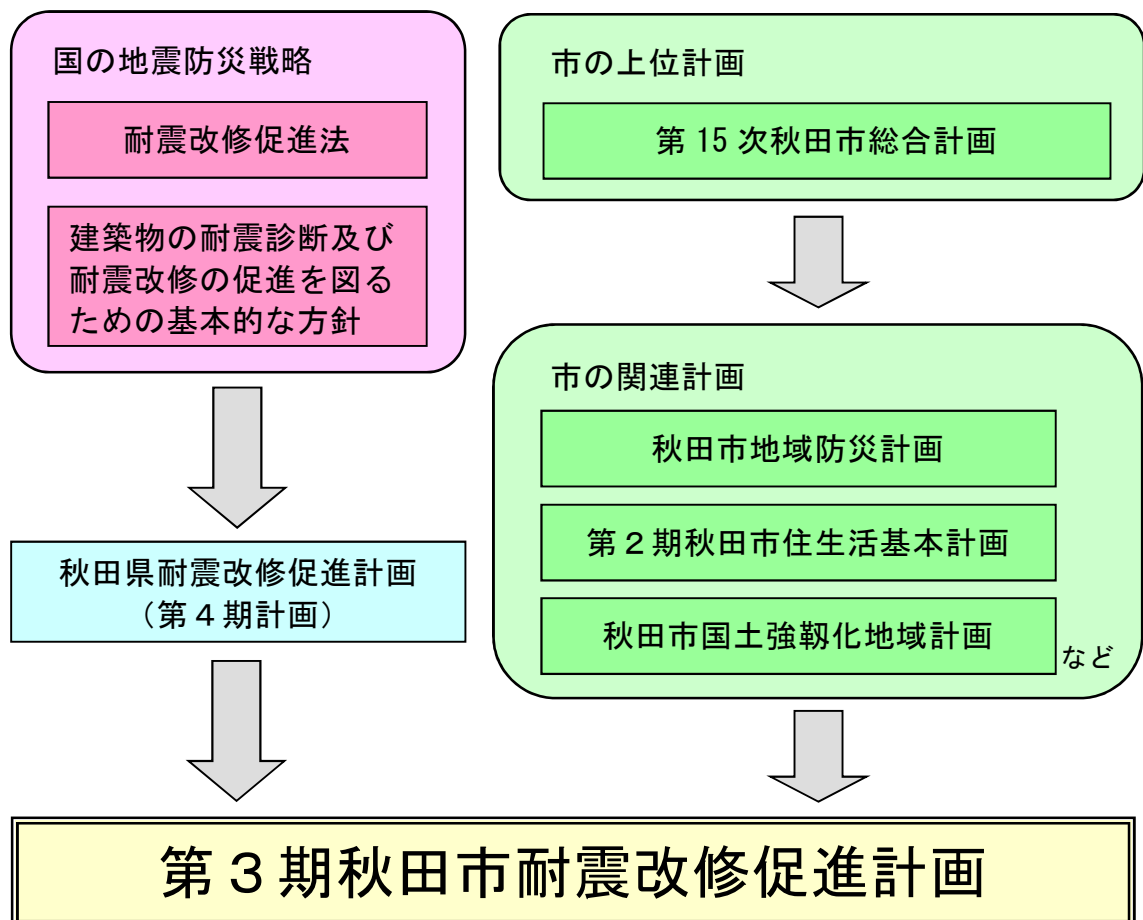 国の地震防災戦略
耐震改修促進法
建築物の耐震診断及び
耐震改修の促進を図る
ための基本的な方針
秋田県耐震改修促進計画
（第４期計画）
市の上位計画
第 15 次秋田市総合計画
市の関連計画
秋田市地域防災計画
第２期秋田市住生活基本計画
秋田市国土強靱化地域計画
など
第３期秋田市耐震改修促進計画